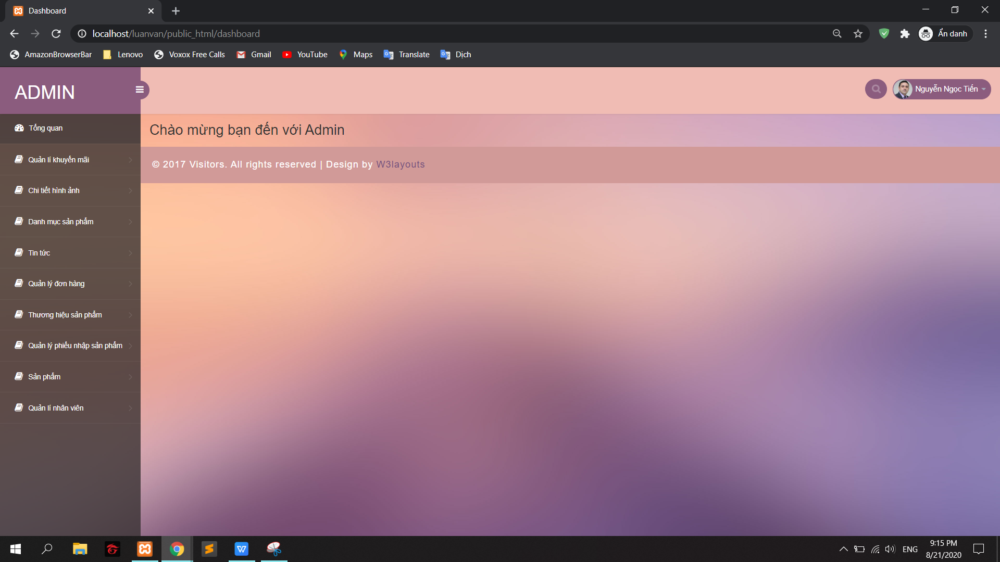 Dashboard
localhost/luanvan/public_html/dashboard
Ẩn danh
AmazonBrowserBar
Lenovo
Voxox Free Calls
Gmail
YouTube
Maps
Translate
Dịch
ADMIN
Nguyễn Ngọc Tiến
Tổng quan
Chào mừng bạn đến với Admin
Quản lí khuyến mãi
© 2017 Visitors. All rights reserved | Design by W3layouts
Chi tiết hình ảnh
Danh mục sản phẩm
Tin tức
Quản lý đơn hàng
Thương hiệu sản phẩm
Quản lý phiếu nhập sản phẩm
Sản phẩm
Quản lí nhân viên
ENG
9:15 PM
8/21/2020